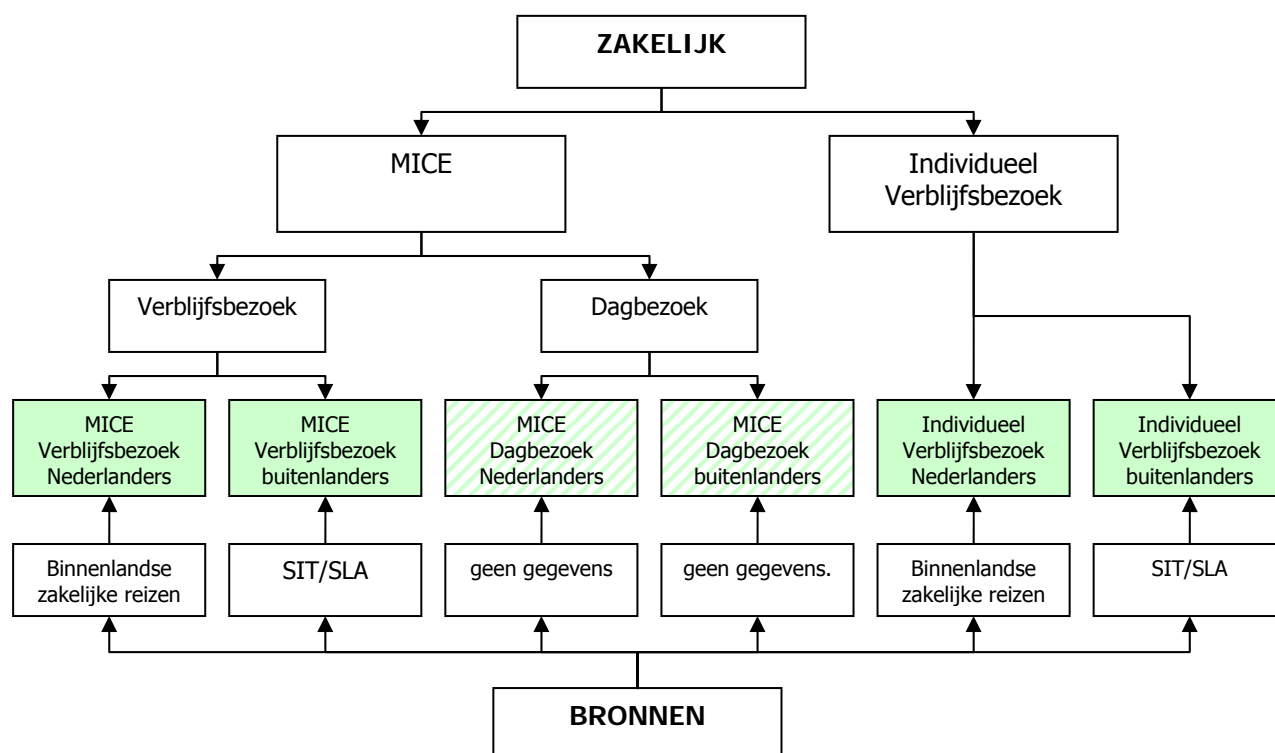 ZAKELIJK
MICE
Individueel
Verblijfsbezoek
Verblijfsbezoek
Dagbezoek
MICE
Verblijfsbezoek
Nederlanders
MICE
Verblijfsbezoek
buitenlanders
MICE
Dagbezoek
Nederlanders
MICE
Dagbezoek
buitenlanders
Individueel
Verblijfsbezoek
Nederlanders
Individueel
Verblijfsbezoek
buitenlanders
Binnenlandse
zakelijke reizen
SIT/SLA
geen gegevens
geen gegevens.
Binnenlandse
zakelijke reizen
SIT/SLA
BRONNEN